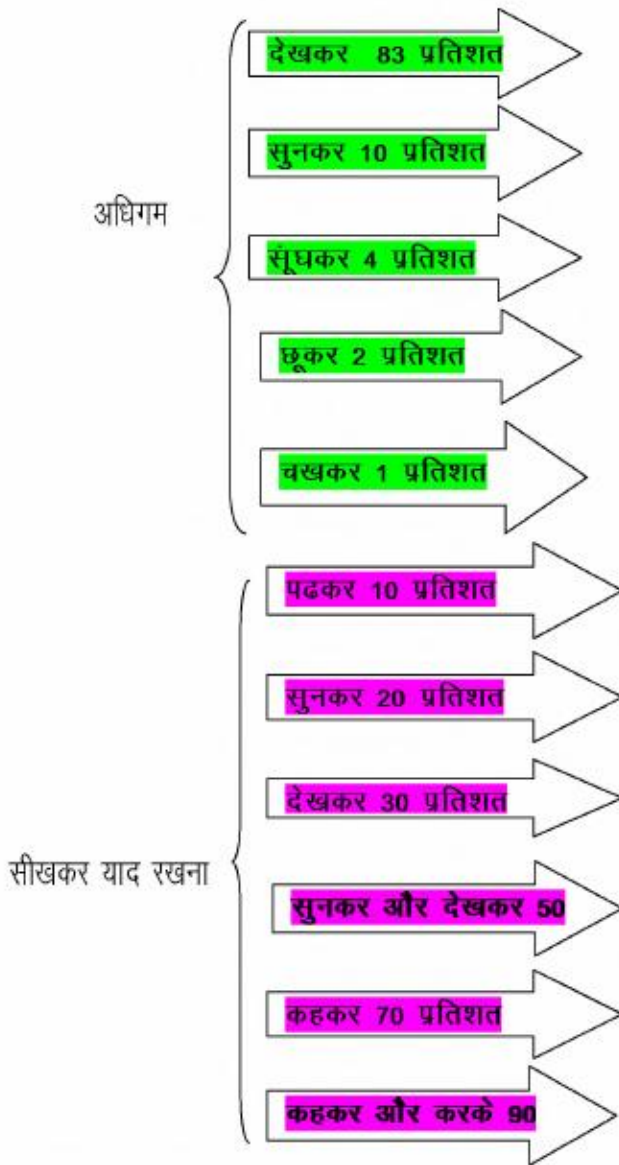 देखकर 83 प्रतिशत
सुनकर 10 प्रतिशत
अधिगम
सूंघकर 4 प्रतिशत
छूकर 2 प्रतिशत
चखकर 1 प्रतिशत
पढकर 10 प्रतिशत
सुनकर 20 प्रतिशत
देखकर 30 प्रतिशत
सीखकर याद रखना
सुनकर और देखकर 50
कहकर 70 प्रतिशत
कहकर और करके 90